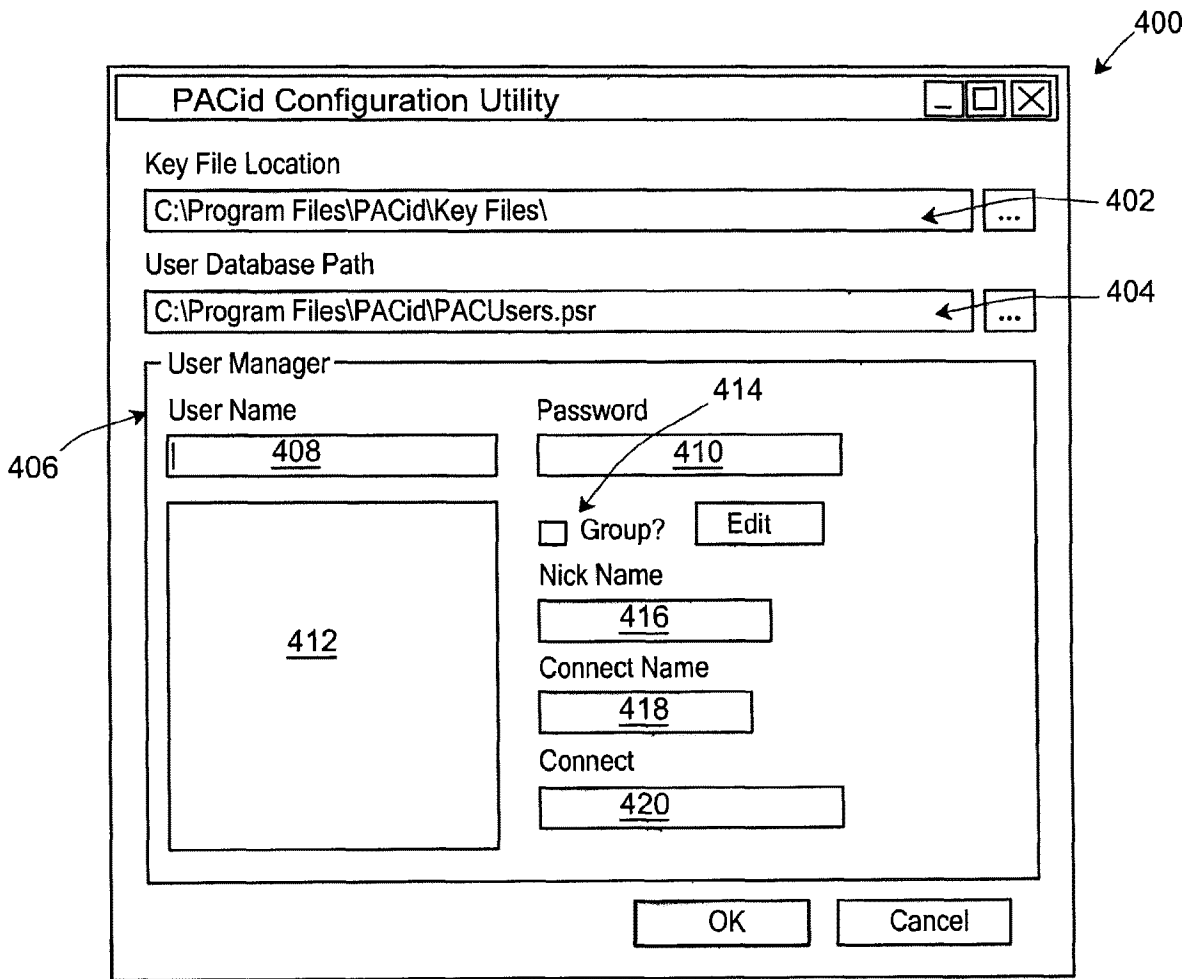 400
PACid Configuration Utility
Key File Location
C:\Program Files\PACid\Key Files\
...
402
User Database Path
C:\Program Files\PACid\PACUsers.psr
...
404
User Manager
414
406
User Name
Password
408
410
Group?
Edit
412
Nick Name
416
Connect Name
418
Connect
420
OK
Cancel